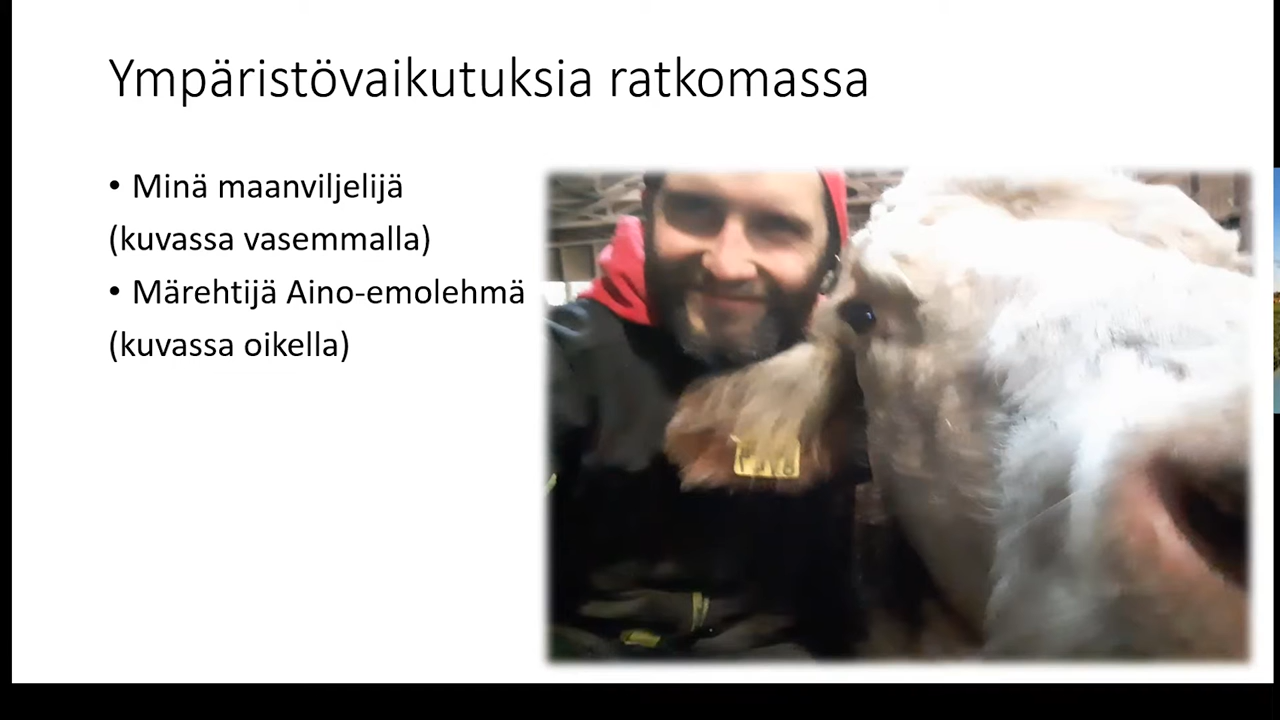 Ympäristövaikutuksia ratkomassa
• Minä maanviljelijä
(kuvassa vasemmalla)
• Märehtijä Aino-emolehmä
(kuvassa oikella)